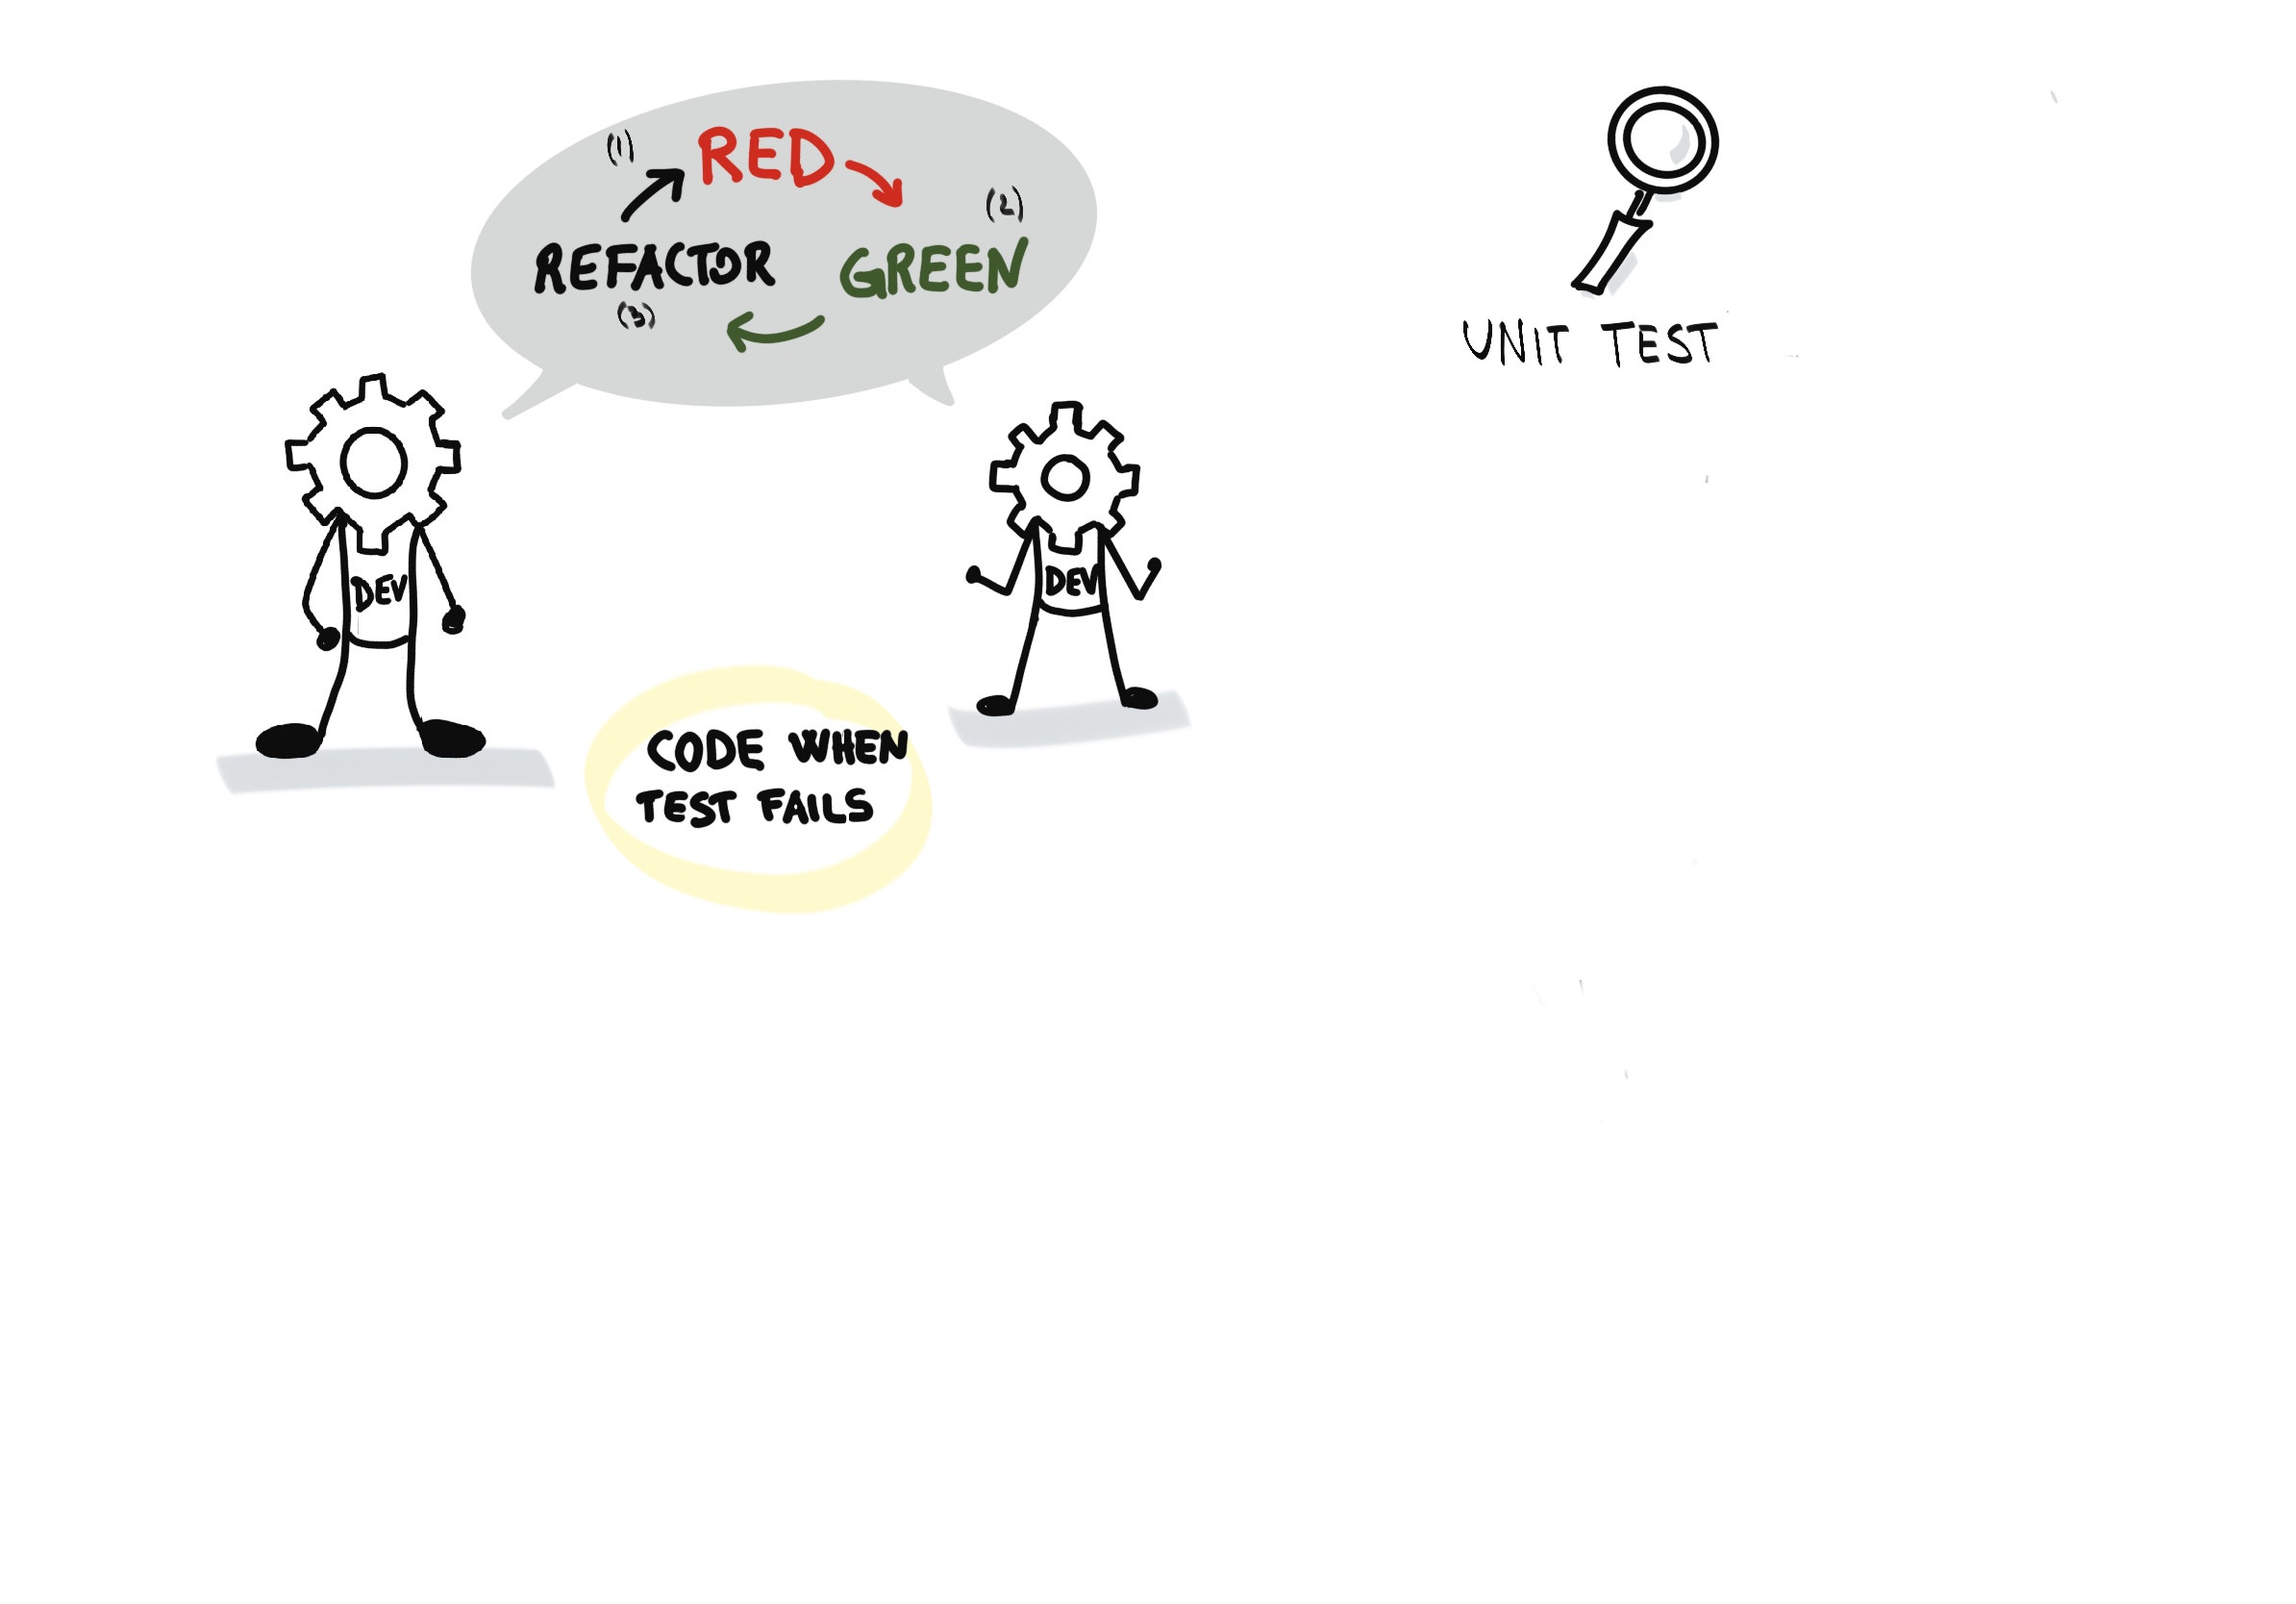 (1) RED
(2)
REFACTOR GREEN
(3)
UNIT TEST
DEV
DEV
CODE WHEN
TEST FAILS